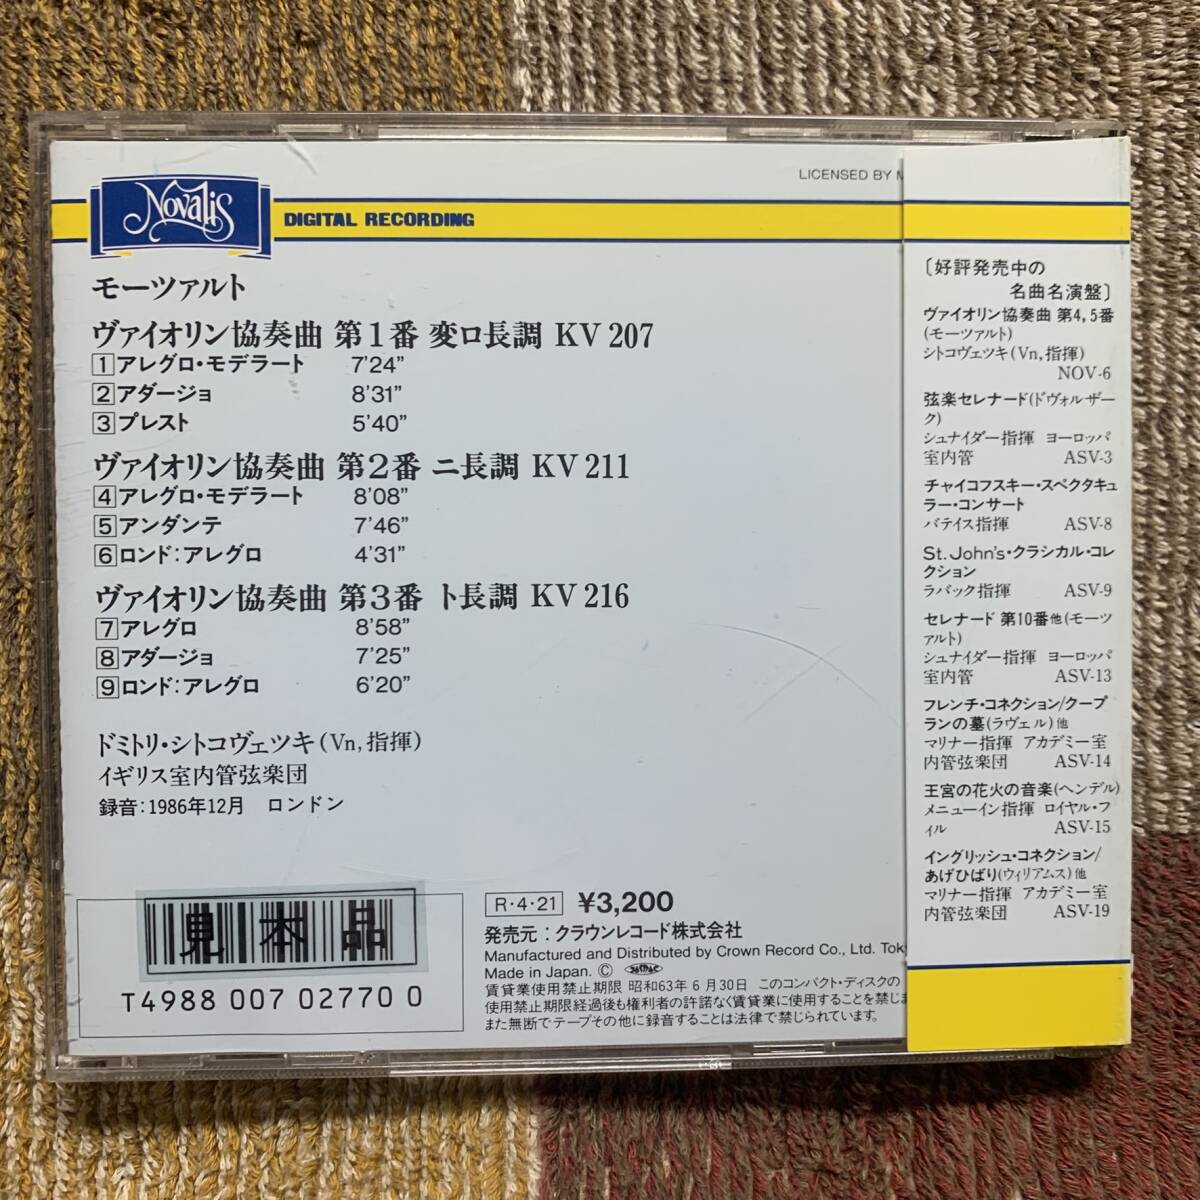 LICENSED BY
Novalis
DIGITAL RECORDING
モーツァルト
ヴァイオリン協奏曲 第1番 変ロ長調 KV 207
1 アレグロ・モデラート 7'24”
2 アダージョ 8'31”
3 プレスト 5'40”
ヴァイオリン協奏曲 第2番 ニ長調 KV 211
4 アレグロ・モデラート 8'08”
5 アンダンテ 7'46”
6 ロンド:アレグロ 4'31”
ヴァイオリン協奏曲 第3番 ト長調 KV 216
7 アレグロ 8'58”
8 アダージョ 7'25”
9 ロンド:アレグロ 6'20”
ドミトリ・シトコヴェツキ(Vn,指揮)
イギリス室内管弦楽団
録音:1986年12月 ロンドン
見本品
T4988 007 02770 0
R・4・21 ¥3,200
発売元:クラウンレコード株式会社
Manufactured and Distributed by Crown Record Co., Ltd.
Made in Japan. ©
賃貸業使用禁止期限 昭和63年6月30日 このコンパクト・ディスクの
使用禁止期限経過後も権利者の許諾なく賃貸業に使用することを禁じ
また無断でテープその他に録音することは法律で禁じられています。
〔好評発売中の
名曲名演盤〕
ヴァイオリン協奏曲 第4,5番
(モーツァルト)
シトコヴェツキ(Vn,指揮)
NOV-6
弦楽セレナード(ドヴォルザー
ク)
シュナイダー指揮 ヨーロッパ
室内管 ASV-3
チャイコフスキー・スペクタキュ
ラー・コンサート
バテイス指揮 ASV-8
St.John's・クラシカル・コレ
クション
ラバック指揮 ASV-9
セレナード 第10番他(モーツ
ァルト)
シュナイダー指揮 ヨーロッパ
室内管 ASV-13
フレンチ・コネクション/クープ
ランの墓(ラヴェル)他
マリナー指揮 アカデミー室
内管弦楽団 ASV-14
王宮の花火の音楽(ヘンデル)
メニューイン指揮 ロイヤル・フ
ィル ASV-15
イングリッシュ・コネクション/
あげひばり(ウィリアムス)他
マリナー指揮 アカデミー室
内管弦楽団 ASV-19